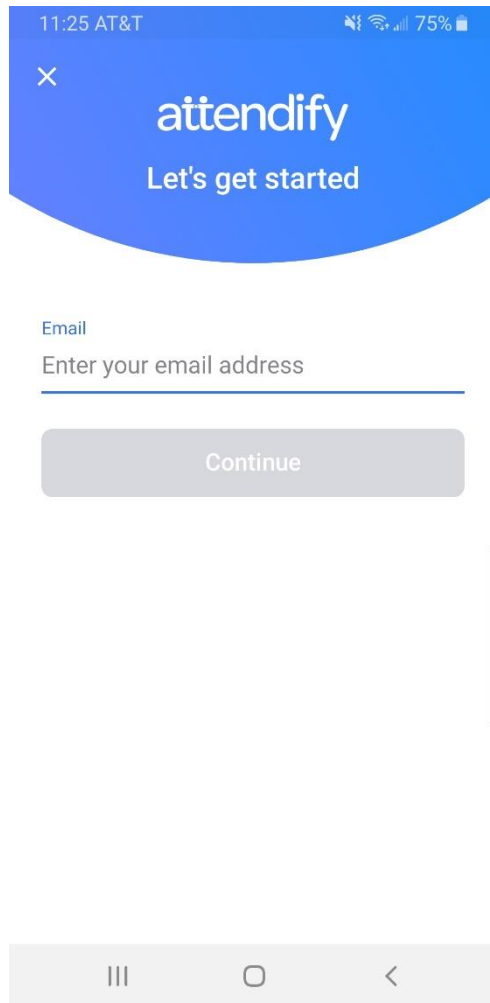 11:25 AT&T 75%
attendify
Let's get started
Email
Enter your email address
Continue